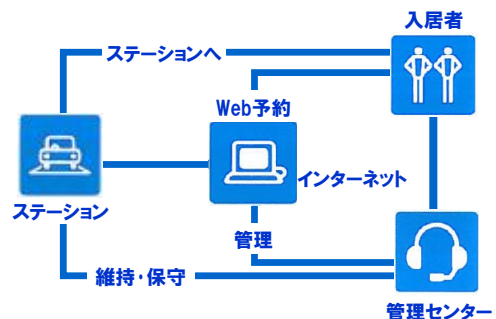 入居者
ステーションへ
Web予約
インターネット
ステーション
管理
維持・保守
管理センター